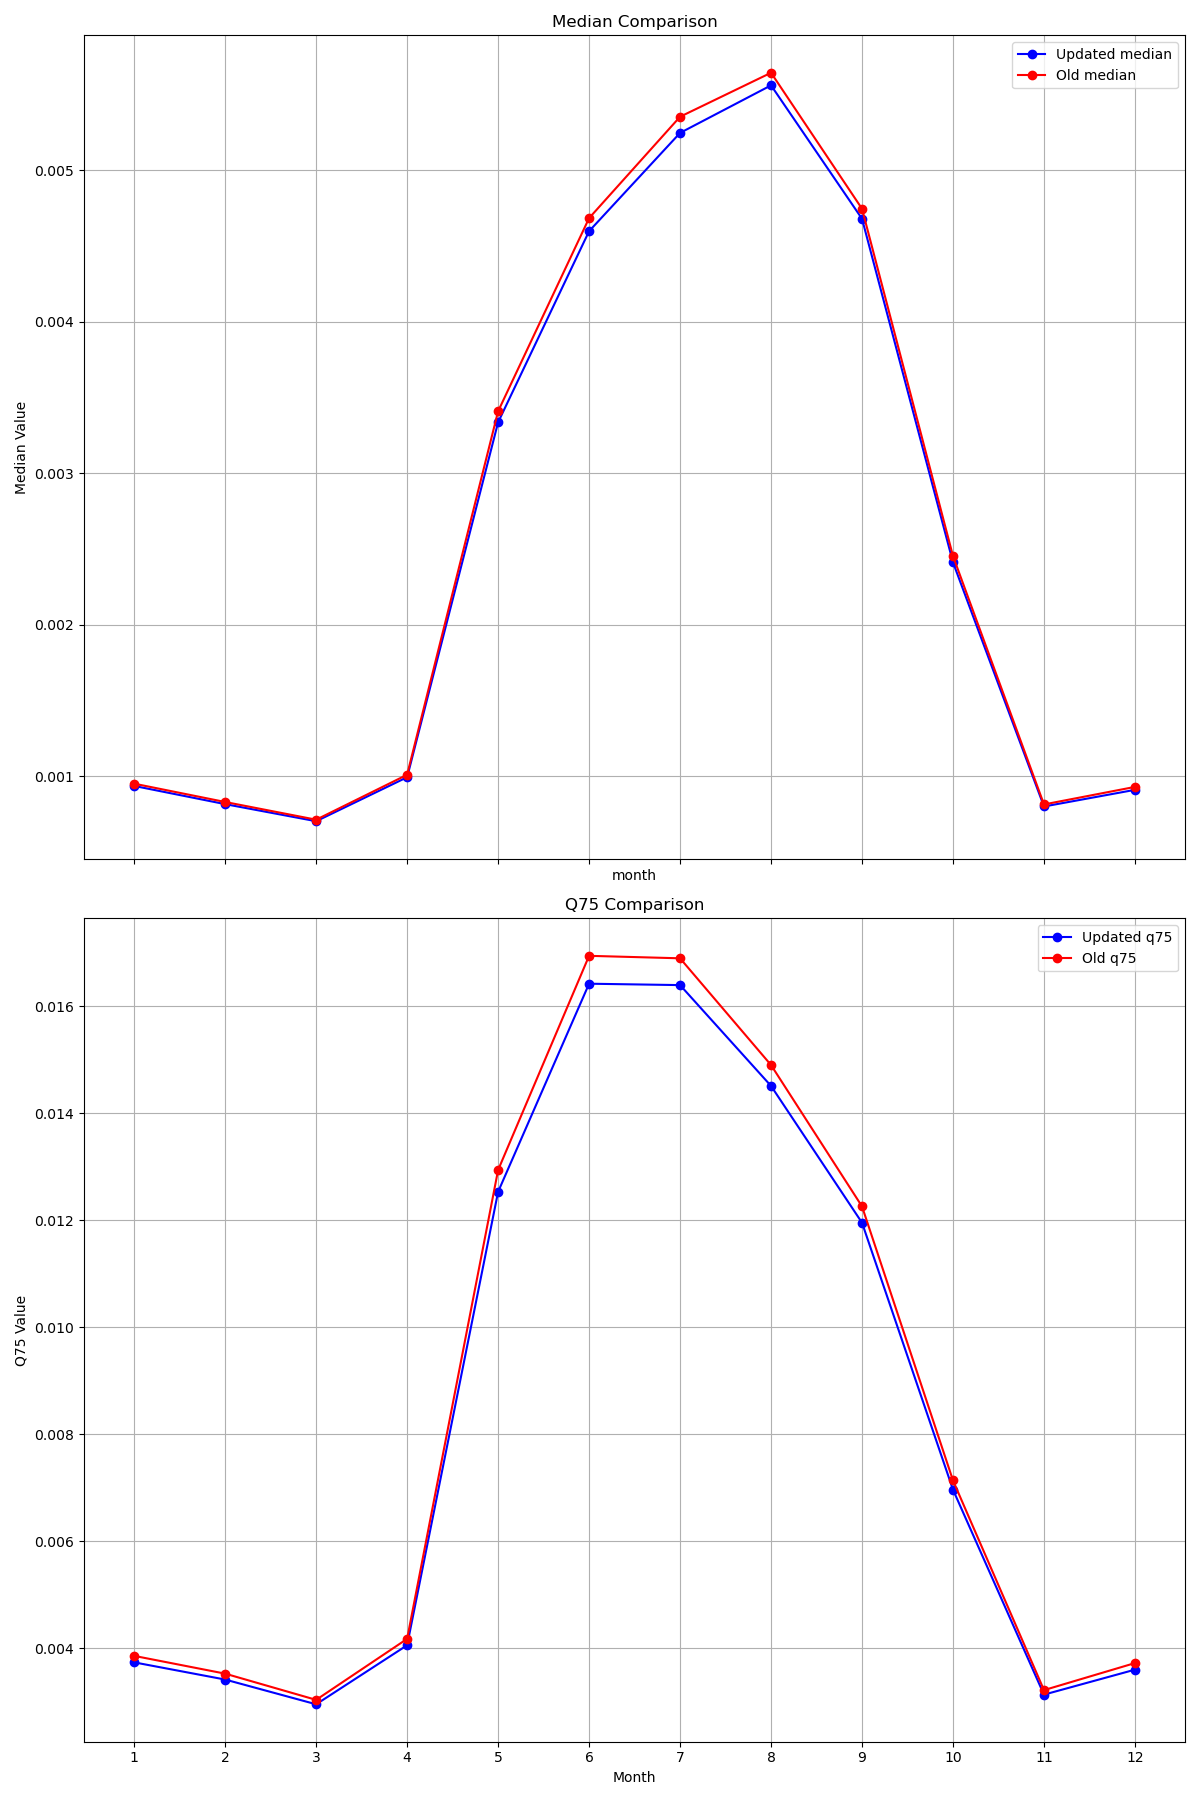 Median Comparison
Updated median
Old median
0.005
0.004
0.003
0.002
0.001
Median Value
month
Q75 Comparison
Updated q75
Old q75
0.016
0.014
0.012
0.010
0.008
0.006
0.004
Q75 Value
1 2 3 4 5 6 7 8 9 10 11 12
Month